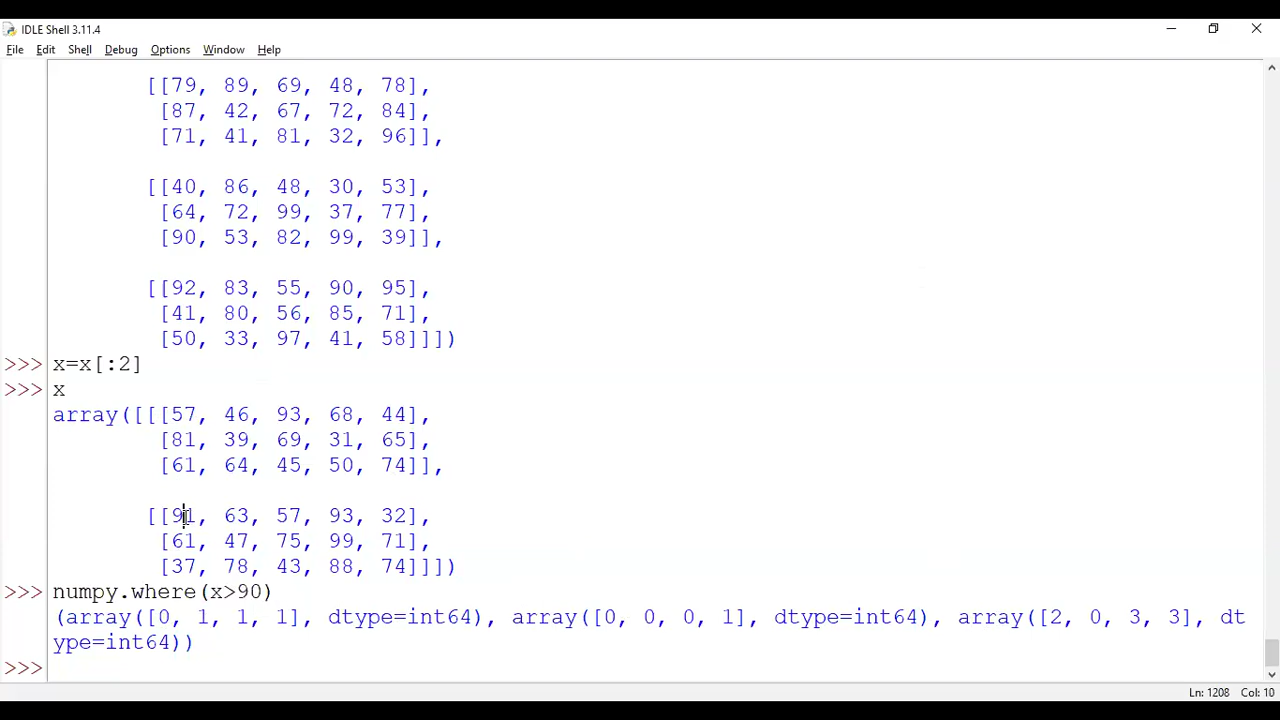 IDLE Shell 3.11.4
File Edit Shell Debug Options Window Help
[[79, 89, 69, 48, 78],
[87, 42, 67, 72, 84],
[71, 41, 81, 32, 96]],
[[40, 86, 48, 30, 53],
[64, 72, 99, 37, 77],
[90, 53, 82, 99, 39]],
[[92, 83, 55, 90, 95],
[41, 80, 56, 85, 71],
[50, 33, 97, 41, 58]]])
>>> x=x[:2]
>>> x
array([[[57, 46, 93, 68, 44],
[81, 39, 69, 31, 65],
[61, 64, 45, 50, 74]],
[[91, 63, 57, 93, 32],
[61, 47, 75, 99, 71],
[37, 78, 43, 88, 74]]])
>>> numpy.where(x>90)
(array([0, 1, 1, 1], dtype=int64), array([0, 0, 0, 1], dtype=int64), array([2, 0, 3, 3], dt
ype=int64))
>>>
Ln: 1208 Col: 10